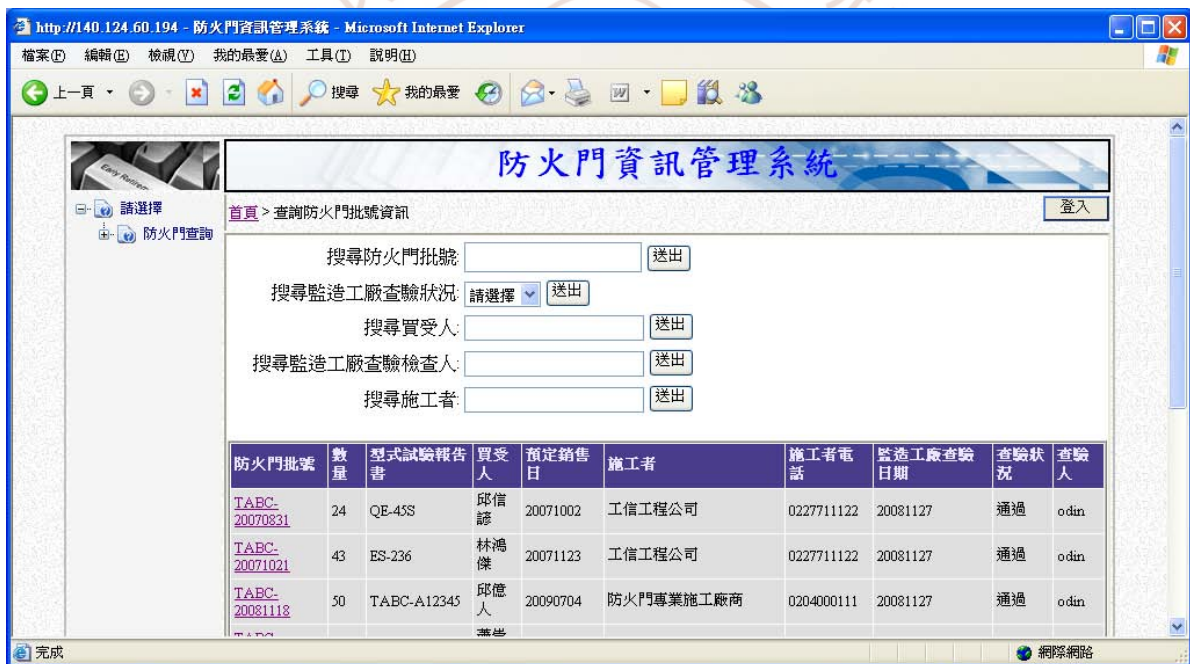 http://140.124.60.194 - 防火門資訊管理系統 - Microsoft Internet Explorer
檔案(F) 編輯(E) 檢視(V) 我的最愛(A) 工具(T) 說明(H)
上一頁 搜尋 我的最愛
Early Retirem
防火門資訊管理系統
請選擇
防火門查詢
首頁 > 查詢防火門批號資訊 登入
搜尋防火門批號: 送出
搜尋監造工廠查驗狀況: 請選擇 送出
搜尋買受人: 送出
搜尋監造工廠查驗檢查人: 送出
搜尋施工者: 送出
防火門批號 數量 型式試驗報告書 買受人 預定銷售日 施工者 施工者電話 監造工廠查驗日期 查驗狀況 查驗人
TABC-20070831 24 QE-45S 邱信諺 20071002 工信工程公司 0227711122 20081127 通過 odin
TABC-20071021 43 ES-236 林鴻傑 20071123 工信工程公司 0227711122 20081127 通過 odin
TABC-20081118 50 TABC-A12345 邱億人 20090704 防火門專業施工廠商 0204000111 20081127 通過 odin
TABC-
完成 網際網路